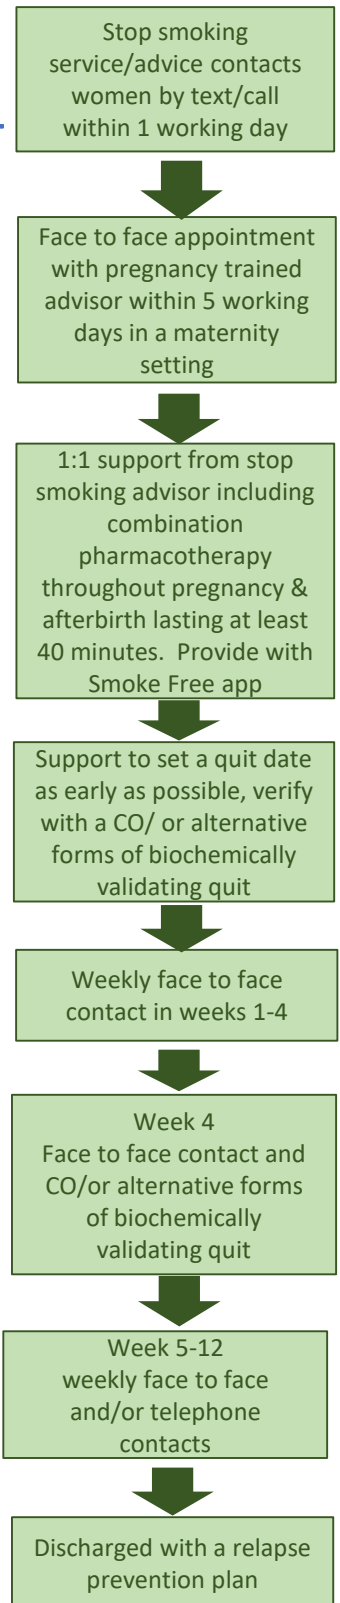 Stop smoking
service/advice contacts
women by text/call
within 1 working day
Face to face appointment
with pregnancy trained
advisor within 5 working
days in a maternity
setting
1:1 support from stop
smoking advisor including
combination
pharmacotherapy
throughout pregnancy &
afterbirth lasting at least
40 minutes. Provide with
Smoke Free app
Support to set a quit date
as early as possible, verify
with a CO/ or alternative
forms of biochemically
validating quit
Weekly face to face
contact in weeks 1-4
Week 4
Face to face contact and
CO/or alternative forms
of biochemically
validating quit
Week 5-12
weekly face to face
and/or telephone
contacts
Discharged with a relapse
prevention plan